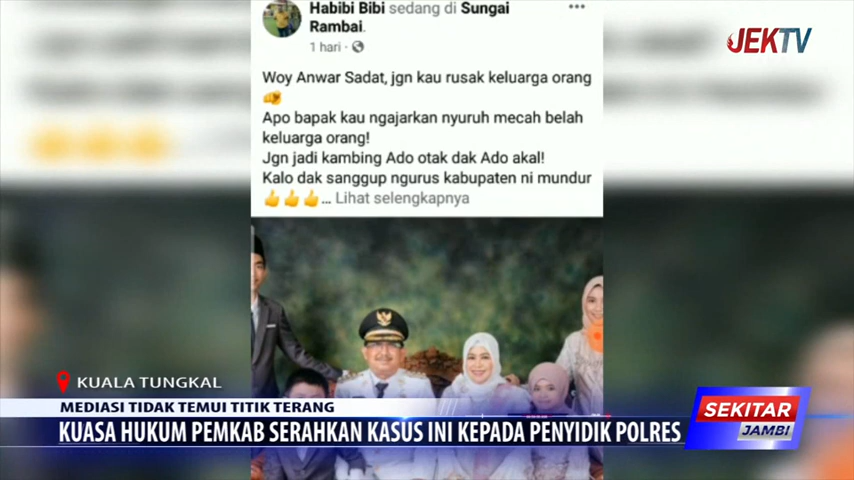 Habibi Bibi sedang di Sungai
Rambai.
1 hari ·
JEKTV
Woy Anwar Sadat, jgn kau rusak keluarga orang
Apo bapak kau ngajarkan nyuruh mecah belah
keluarga orang!
Jgn jadi kambing Ado otak dak Ado akal!
Kalo dak sanggup ngurus kabupaten ni mundur
👍👍👍... Lihat selengkapnya
KUALA TUNGKAL
MEDIASI TIDAK TEMUI TITIK TERANG
KUASA HUKUM PEMKAB SERAHKAN KASUS INI KEPADA PENYIDIK POLRES
SEKITAR
JAMBI